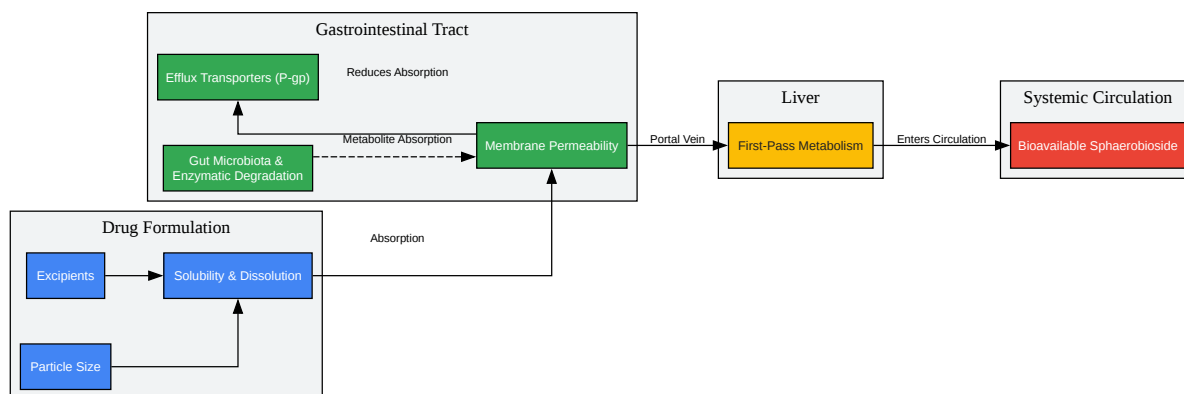 Gastrointestinal Tract
Efflux Transporters (P-gp)
Reduces Absorption
Metabolite Absorption
Gut Microbiota &
Enzymatic Degradation
Membrane Permeability
Portal Vein
Liver
First-Pass Metabolism
Enters Circulation
Systemic Circulation
Bioavailable Sphaerobioside
Drug Formulation
Absorption
Excipients
Solubility & Dissolution
Particle Size